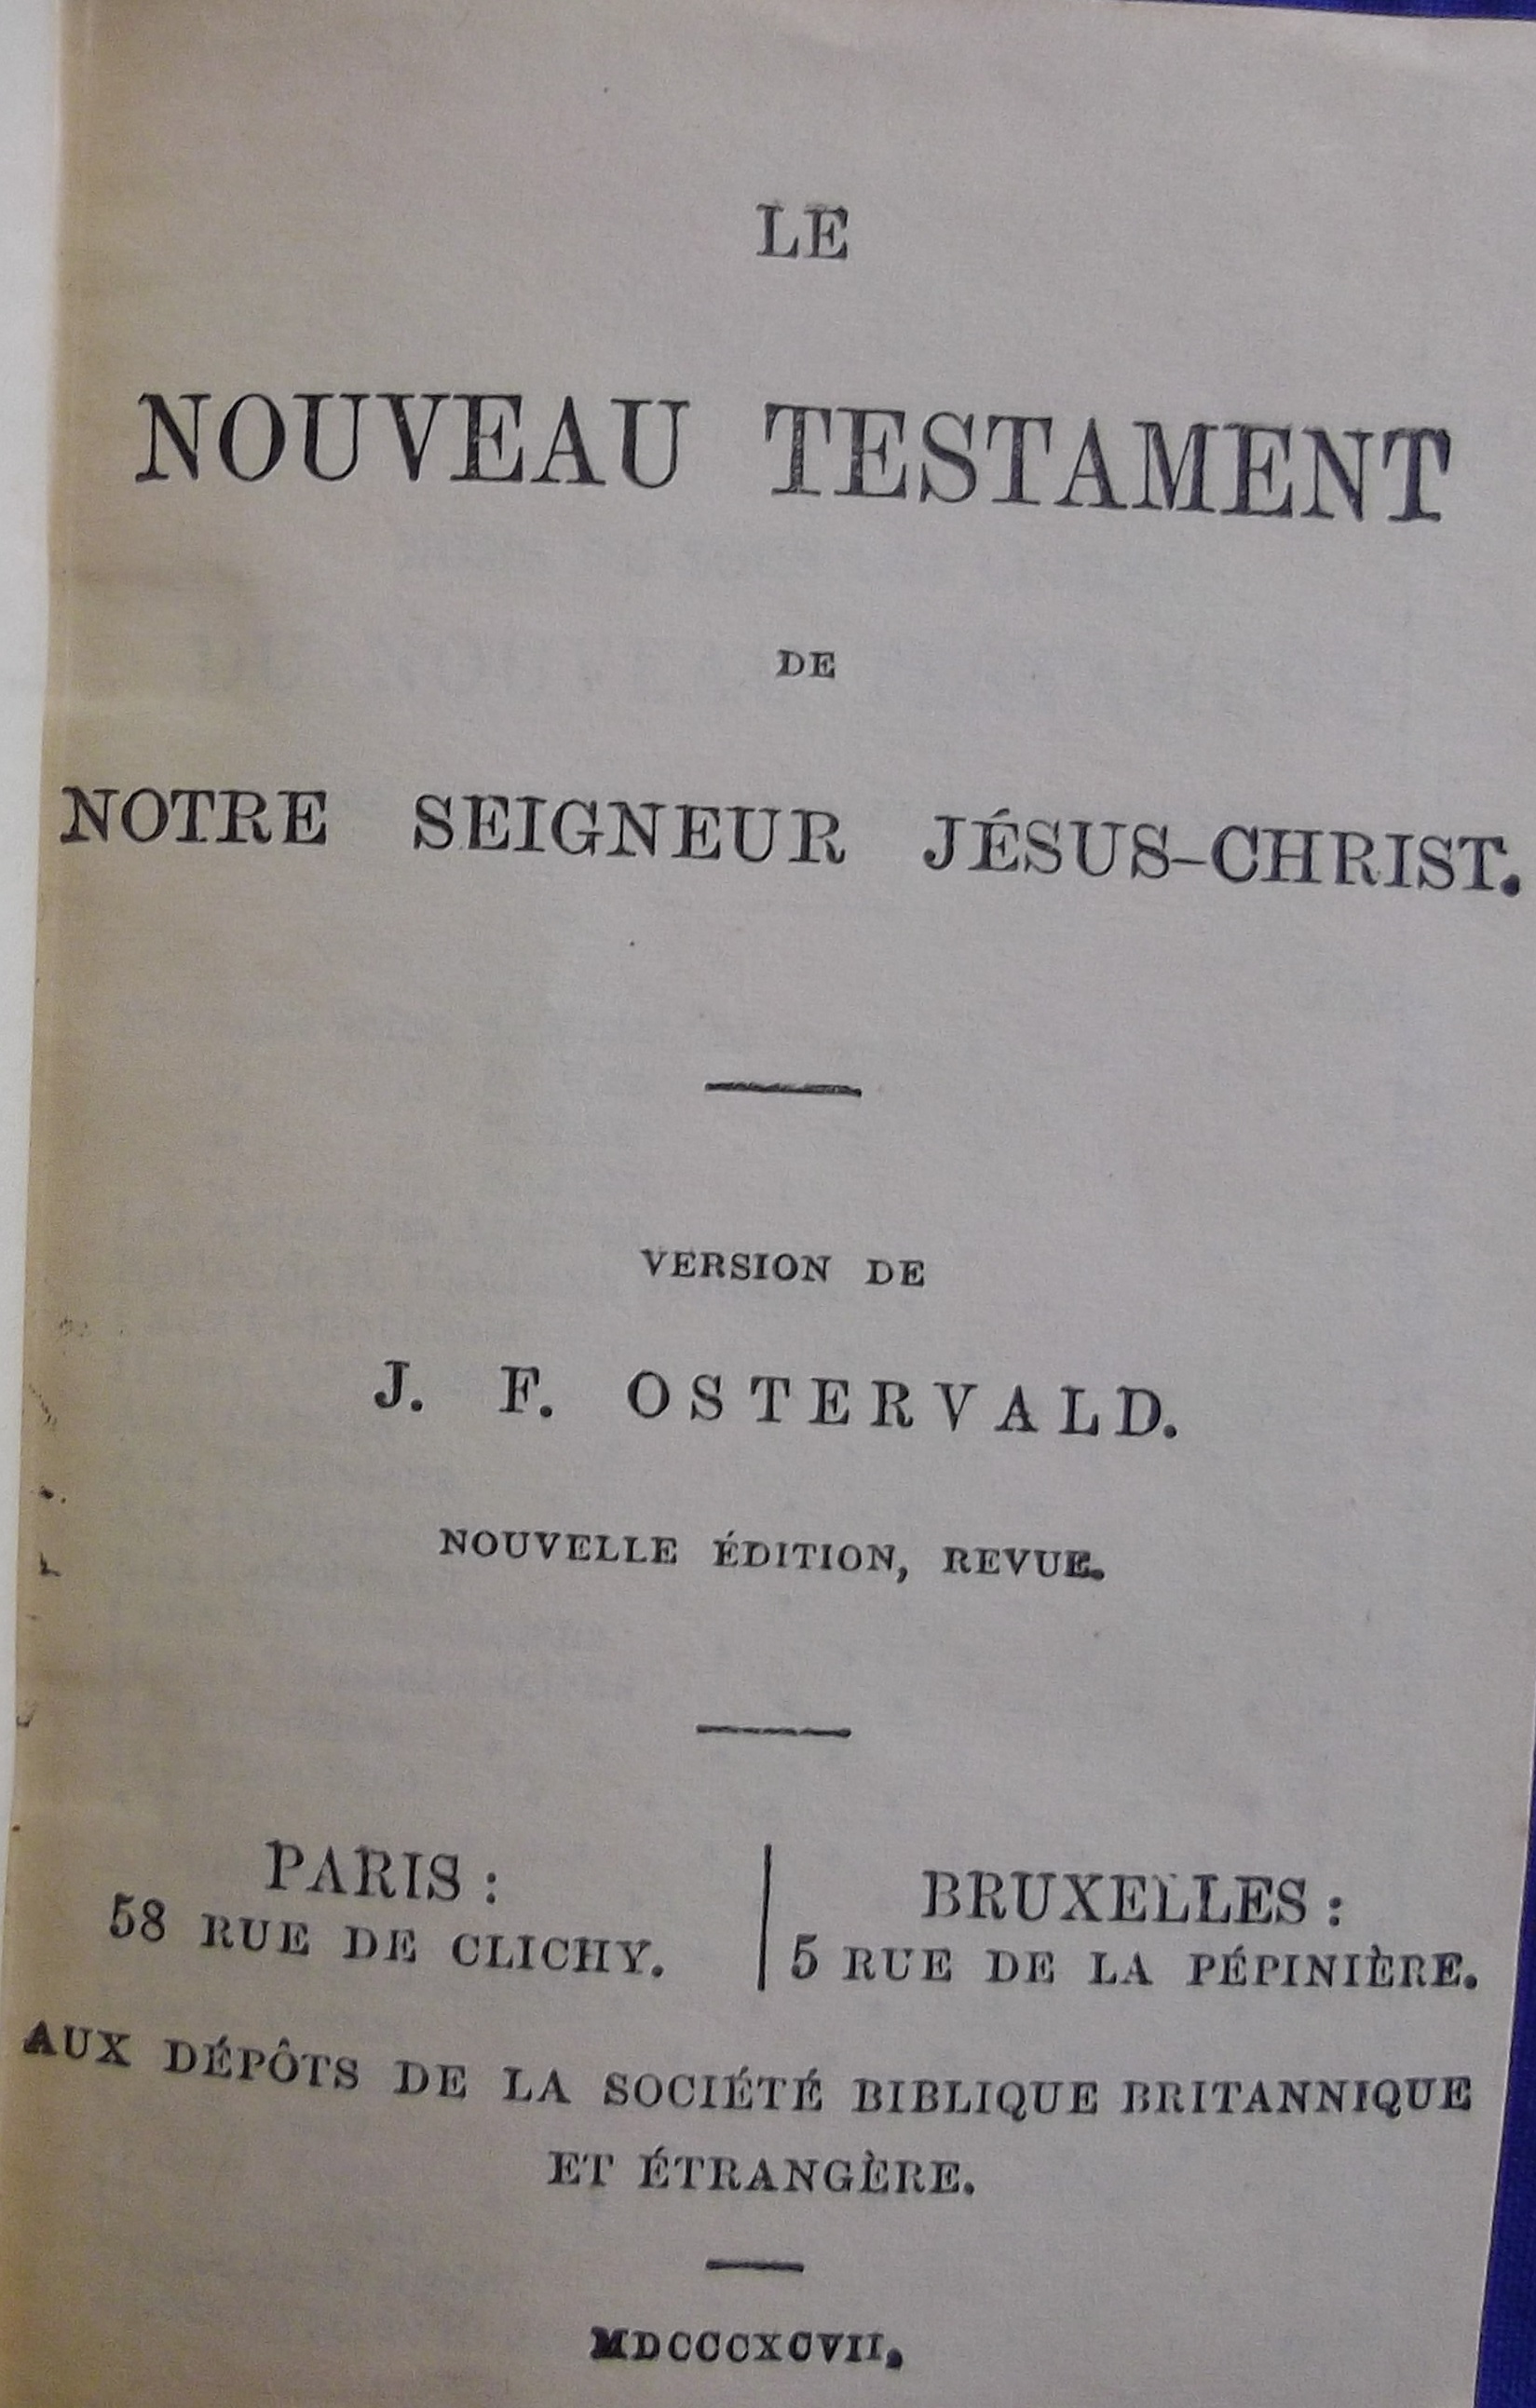 LE
NOUVEAU TESTAMENT
DE
NOTRE SEIGNEUR JÉSUS-CHRIST.
VERSION DE
J. F. OSTERVALD.
NOUVELLE ÉDITION, REVUE.
PARIS :
58 RUE DE CLICHY.
BRUXELLES :
5 RUE DE LA PÉPINIÈRE.
AUX DÉPÔTS DE LA SOCIÉTÉ BIBLIQUE BRITANNIQUE
ET ÉTRANGÈRE.
MDCCCXCVII.